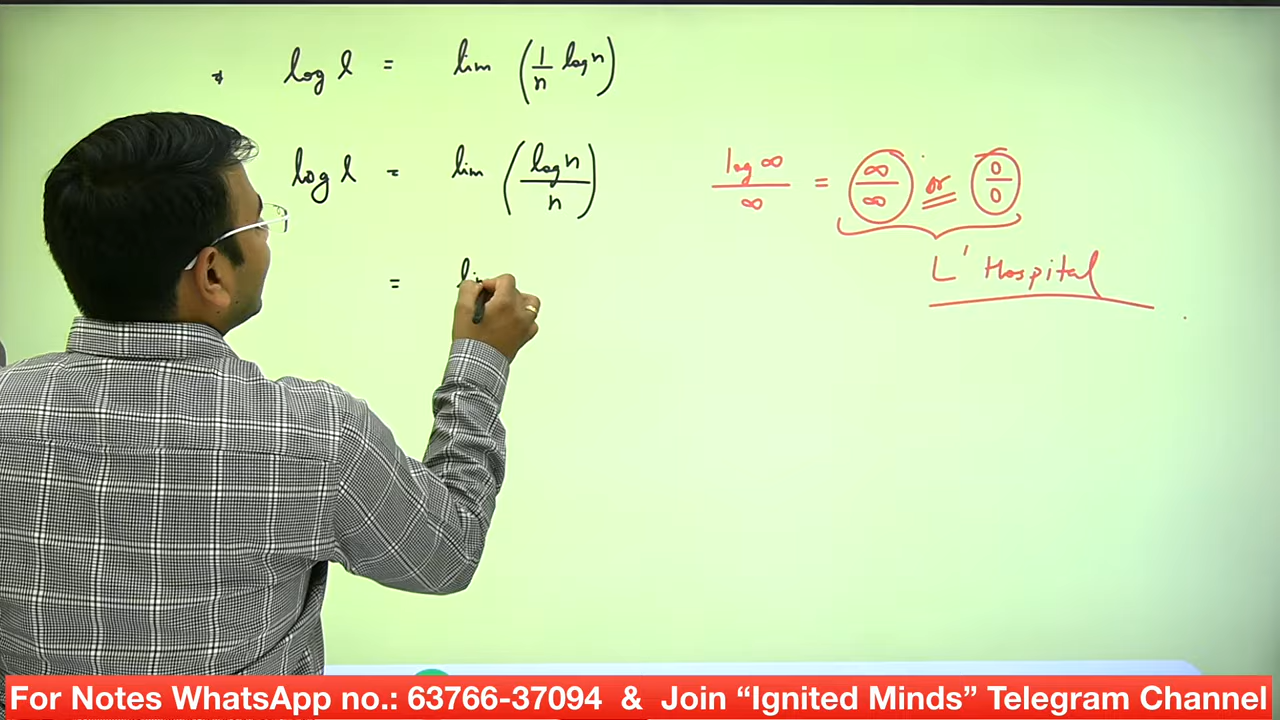 * log l = lim (1/n log n)
log l = lim (log n/n)
log ∞/∞ = ∞/∞ or 0/0
L' Hospital
= lim
For Notes WhatsApp no.: 63766-37094 & Join “Ignited Minds” Telegram Channel